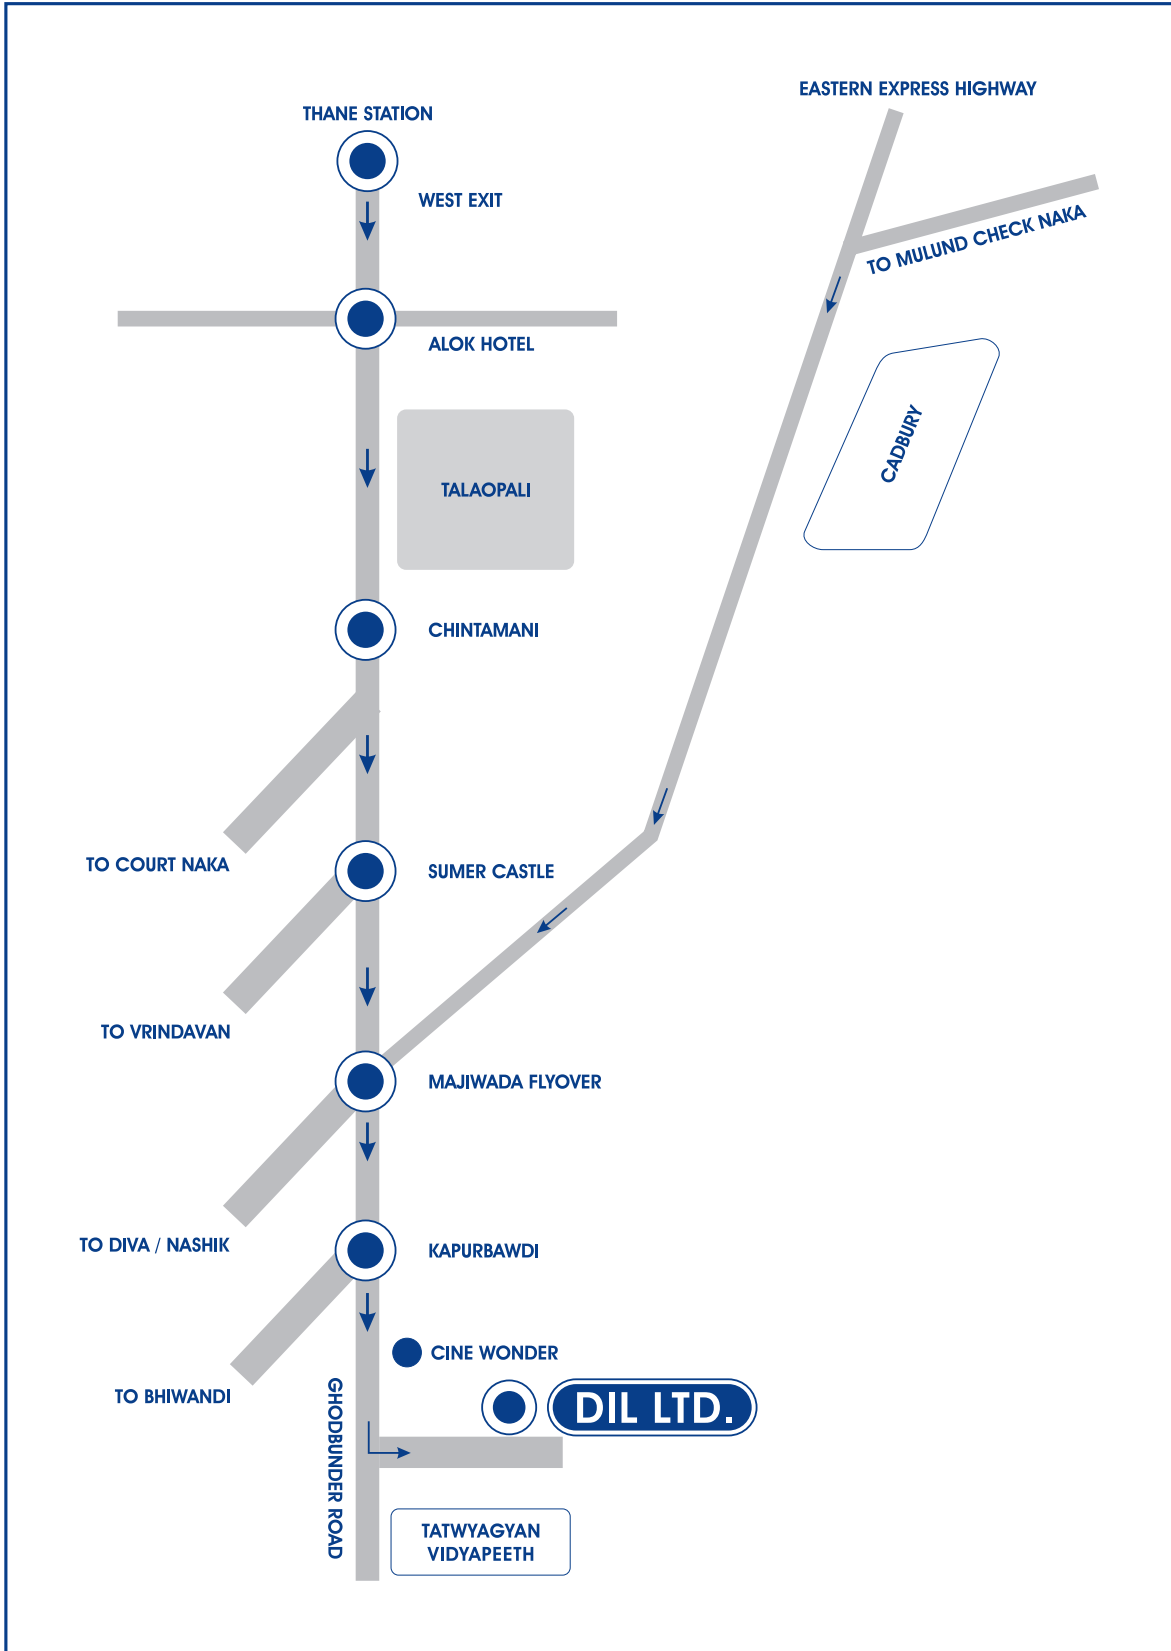 EASTERN EXPRESS HIGHWAY
THANE STATION
WEST EXIT
TO MULUND CHECK NAKA
ALOK HOTEL
CADBURY
TALAOPALI
CHINTAMANI
TO COURT NAKA
SUMER CASTLE
TO VRINDAVAN
MAJIWADA FLYOVER
TO DIVA / NASHIK
KAPURBAWDI
CINE WONDER
TO BHIWANDI
DIL LTD.
GHODBUNDER ROAD
TATWYAGYAN
VIDYAPEETH